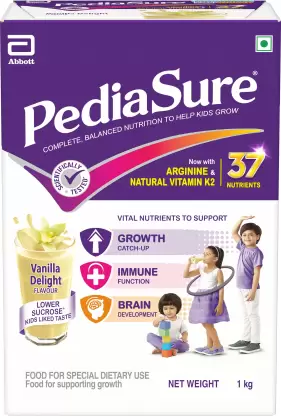 Abbott
PediaSure®
COMPLETE, BALANCED NUTRITION TO HELP KIDS GROW
SCIENTIFICALLY
TESTED
Now with
ARGININE &
NATURAL VITAMIN K2
37
NUTRIENTS
VITAL NUTRIENTS TO SUPPORT
GROWTH
CATCH-UP
IMMUNE
FUNCTION
BRAIN
DEVELOPMENT
Vanilla
Delight
FLAVOUR
LOWER
SUCROSE*
KIDS LIKED TASTE
FOOD FOR SPECIAL DIETARY USE
Food for supporting growth
NET WEIGHT 1 kg